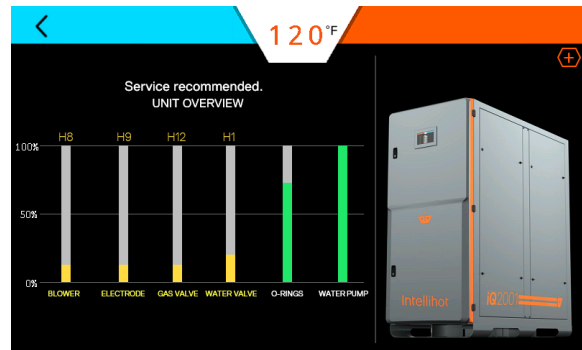 120°F
Service recommended.
UNIT OVERVIEW
H8 H9 H12 H1
100%
50%
0%
BLOWER ELECTRODE GAS VALVE WATER VALVE O-RINGS WATER PUMP
Intellihot iQ2001